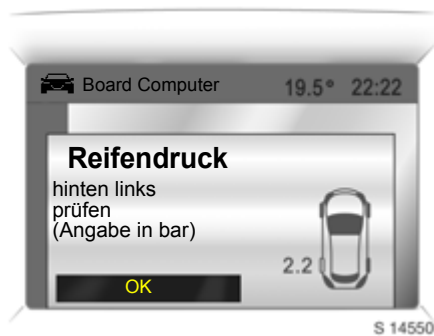 Board Computer 19.5° 22:22
Reifendruck
hinten links
prüfen
(Angabe in bar)
2.2
OK
S 14550